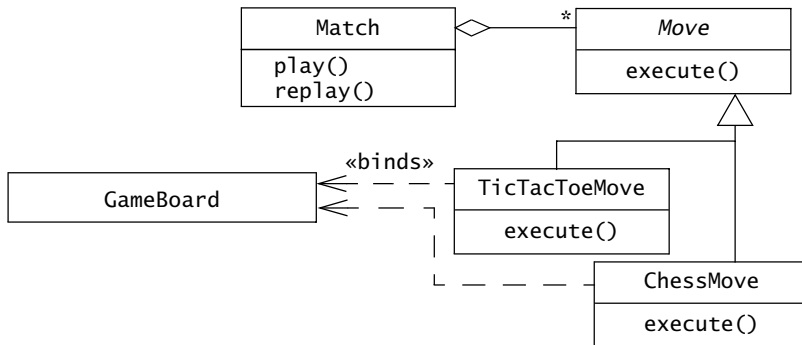 Match
play()
replay()
*
Move
execute()
«binds»
GameBoard
TicTacToeMove
execute()
ChessMove
execute()